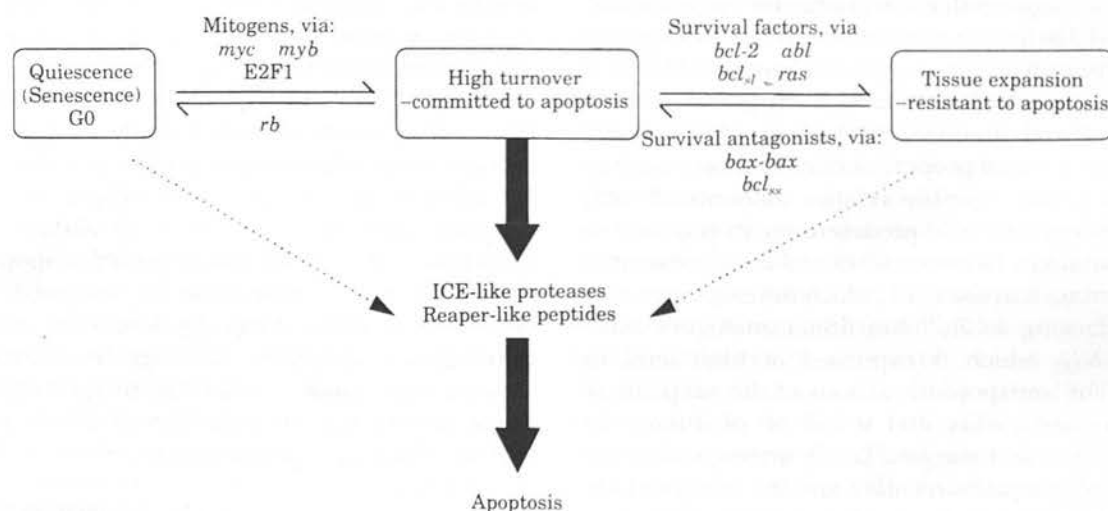 Mitogens, via:
myc myb
E2F1
rb
Quiescence
(Senescence)
G0
High turnover
–committed to apoptosis
Survival factors, via
bcl-2 abl
bcl_sl ras
Survival antagonists, via:
bax-bax
bcl_sx
Tissue expansion
–resistant to apoptosis
ICE-like proteases
Reaper-like peptides
Apoptosis